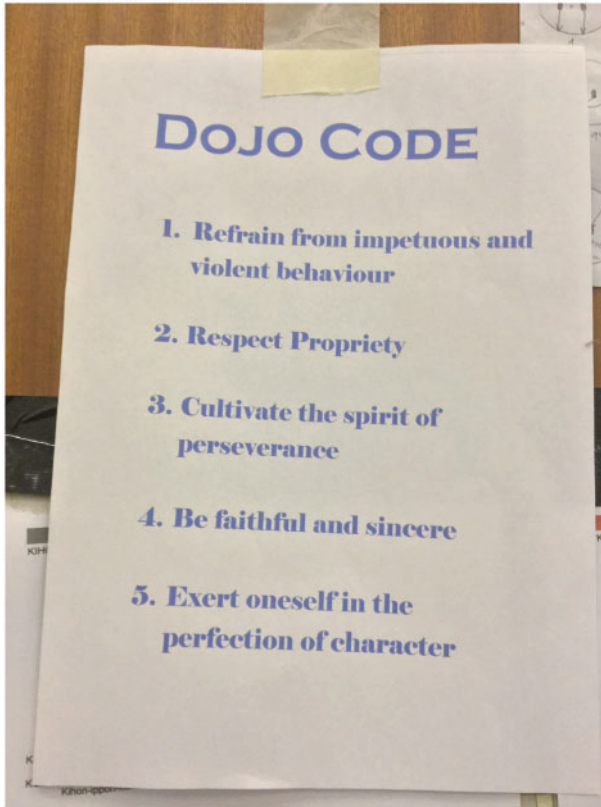 DOJO CODE
1. Refrain from impetuous and
violent behaviour
2. Respect Propriety
3. Cultivate the spirit of
perseverance
4. Be faithful and sincere
5. Exert oneself in the
perfection of character